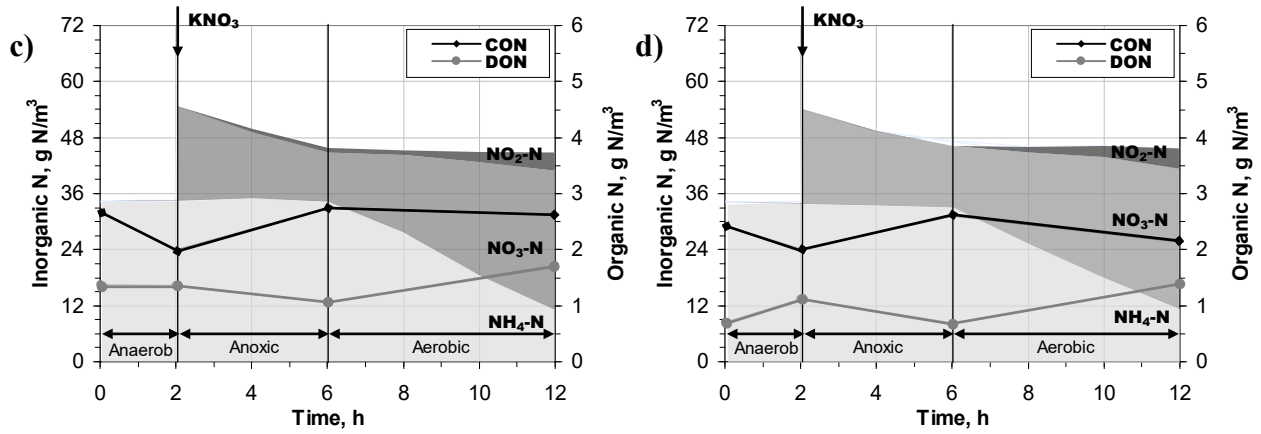 c)
KNO₃
72
60
48
36
24
12
0
Inorganic N, g N/m³
CON
DON
NO₂-N
NO₃-N
NH₄-N
Anaerob
Anoxic
Aerobic
6
5
4
3
2
1
0
Organic N, g N/m³
0 2 4 6 8 10 12
Time, h
d)
KNO₃
72
60
48
36
24
12
0
Inorganic N, g N/m³
CON
DON
NO₂-N
NO₃-N
NH₄-N
Anaerob
Anoxic
Aerobic
6
5
4
3
2
1
0
Organic N, g N/m³
0 2 4 6 8 10 12
Time, h